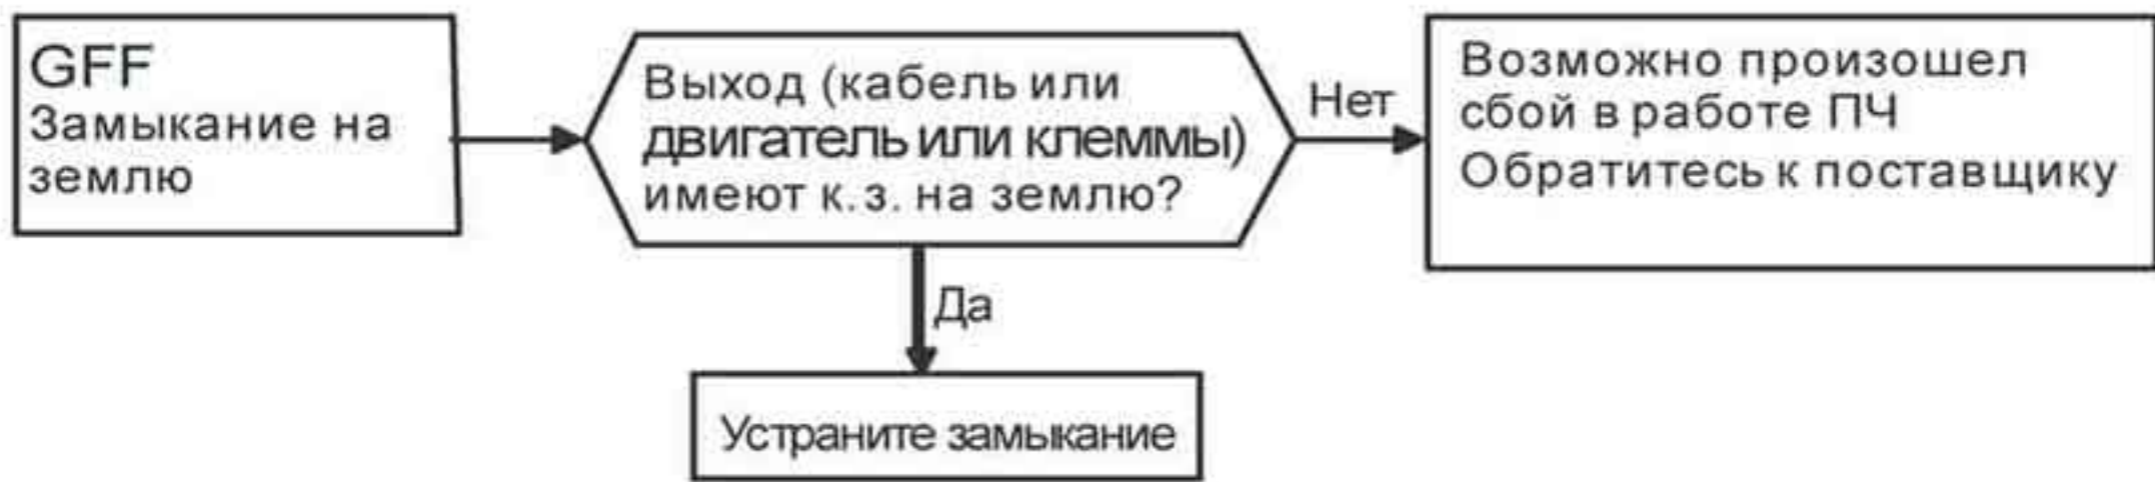 GFF
Замыкание на
землю
Выход (кабель или
двигатель или клеммы)
имеют к.з. на землю?
Нет
Возможно произошел
сбой в работе ПЧ
Обратитесь к поставщику
Да
Устраните замыкание